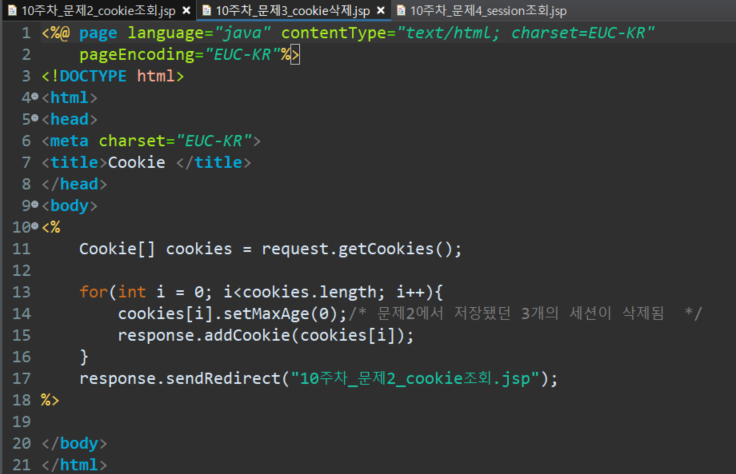 10주차_문제2_cookie조회.jsp 10주차_문제3_cookie삭제.jsp 10주차_문제4_session조회.jsp
1 <%@ page language="java" contentType="text/html; charset=EUC-KR"
2     pageEncoding="EUC-KR"%>
3 <!DOCTYPE html>
4 <html>
5 <head>
6 <meta charset="EUC-KR">
7 <title>Cookie </title>
8 </head>
9 <body>
10 <%
11     Cookie[] cookies = request.getCookies();
12
13     for(int i = 0; i<cookies.length; i++){
14         cookies[i].setMaxAge(0);/* 문제2에서 저장됐던 3개의 세션이 삭제됨  */
15         response.addCookie(cookies[i]);
16     }
17     response.sendRedirect("10주차_문제2_cookie조회.jsp");
18 %>
19
20 </body>
21 </html>